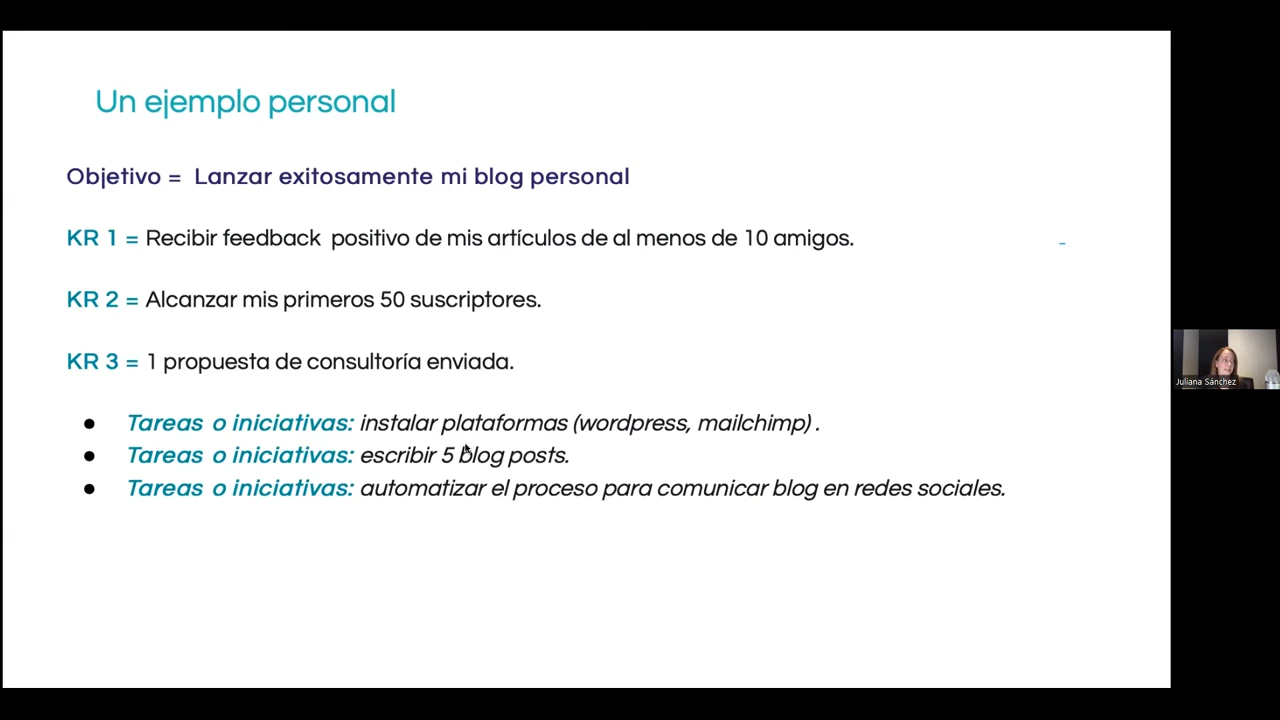 Un ejemplo personal
Objetivo = Lanzar exitosamente mi blog personal
KR 1 = Recibir feedback positivo de mis artículos de al menos de 10 amigos.
KR 2 = Alcanzar mis primeros 50 suscriptores.
KR 3 = 1 propuesta de consultoría enviada.
● Tareas o iniciativas: instalar plataformas (wordpress, mailchimp) .
● Tareas o iniciativas: escribir 5 blog posts.
● Tareas o iniciativas: automatizar el proceso para comunicar blog en redes sociales.
Juliana Sánchez